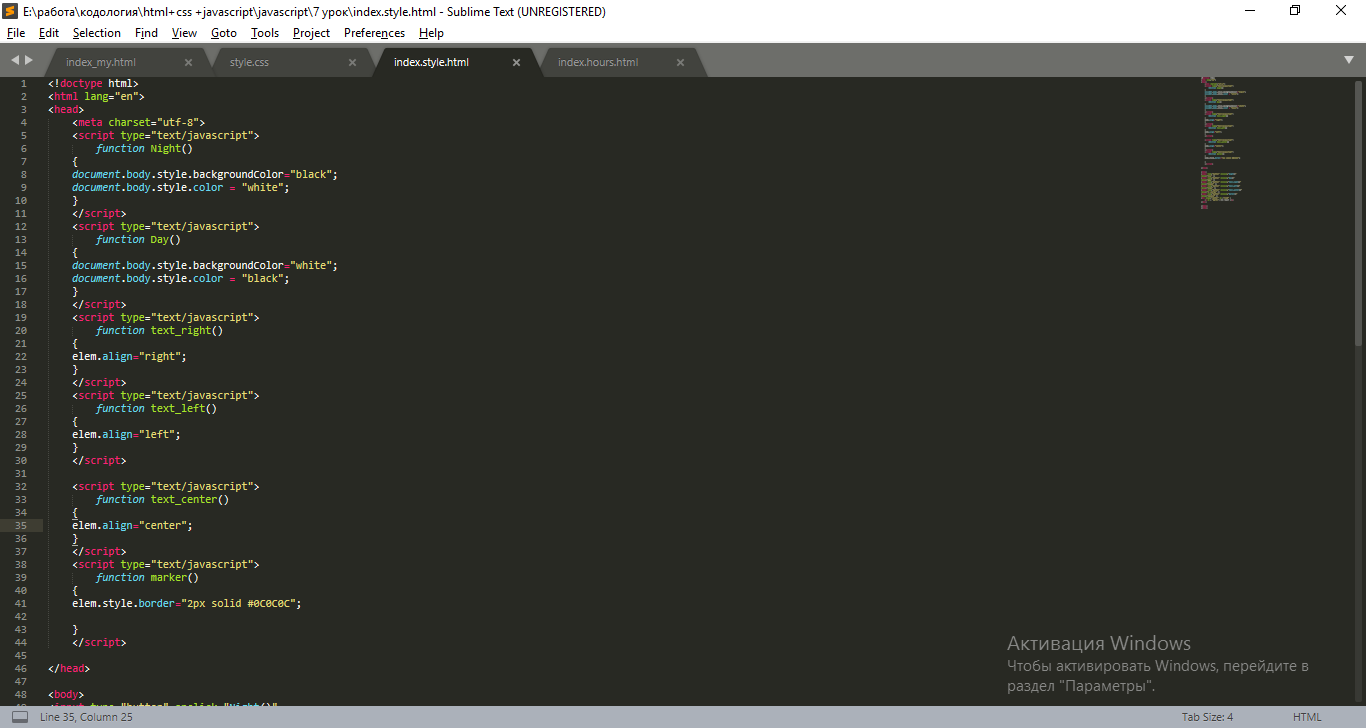 E:\работа\кодология\html+css +javascript\javascript\7 урок\index.style.html - Sublime Text (UNREGISTERED)
File Edit Selection Find View Goto Tools Project Preferences Help
index_my.html style.css index.style.html index.hours.html
1 <!doctype html>
2 <html lang="en">
3 <head>
4 <meta charset="utf-8">
5 <script type="text/javascript">
6 function Night()
7 {
8 document.body.style.backgroundColor="black";
9 document.body.style.color = "white";
10 }
11 </script>
12 <script type="text/javascript">
13 function Day()
14 {
15 document.body.style.backgroundColor="white";
16 document.body.style.color = "black";
17 }
18 </script>
19 <script type="text/javascript">
20 function text_right()
21 {
22 elem.align="right";
23 }
24 </script>
25 <script type="text/javascript">
26 function text_left()
27 {
28 elem.align="left";
29 }
30 </script>
31
32 <script type="text/javascript">
33 function text_center()
34 {
35 elem.align="center";
36 }
37 </script>
38 <script type="text/javascript">
39 function marker()
40 {
41 elem.style.border="2px solid #0C0C0C";
42
43 }
44 </script>
45
46 </head>
47
48 <body>
Активация Windows
Чтобы активировать Windows, перейдите в
раздел "Параметры".
Line 35, Column 25 Tab Size: 4 HTML